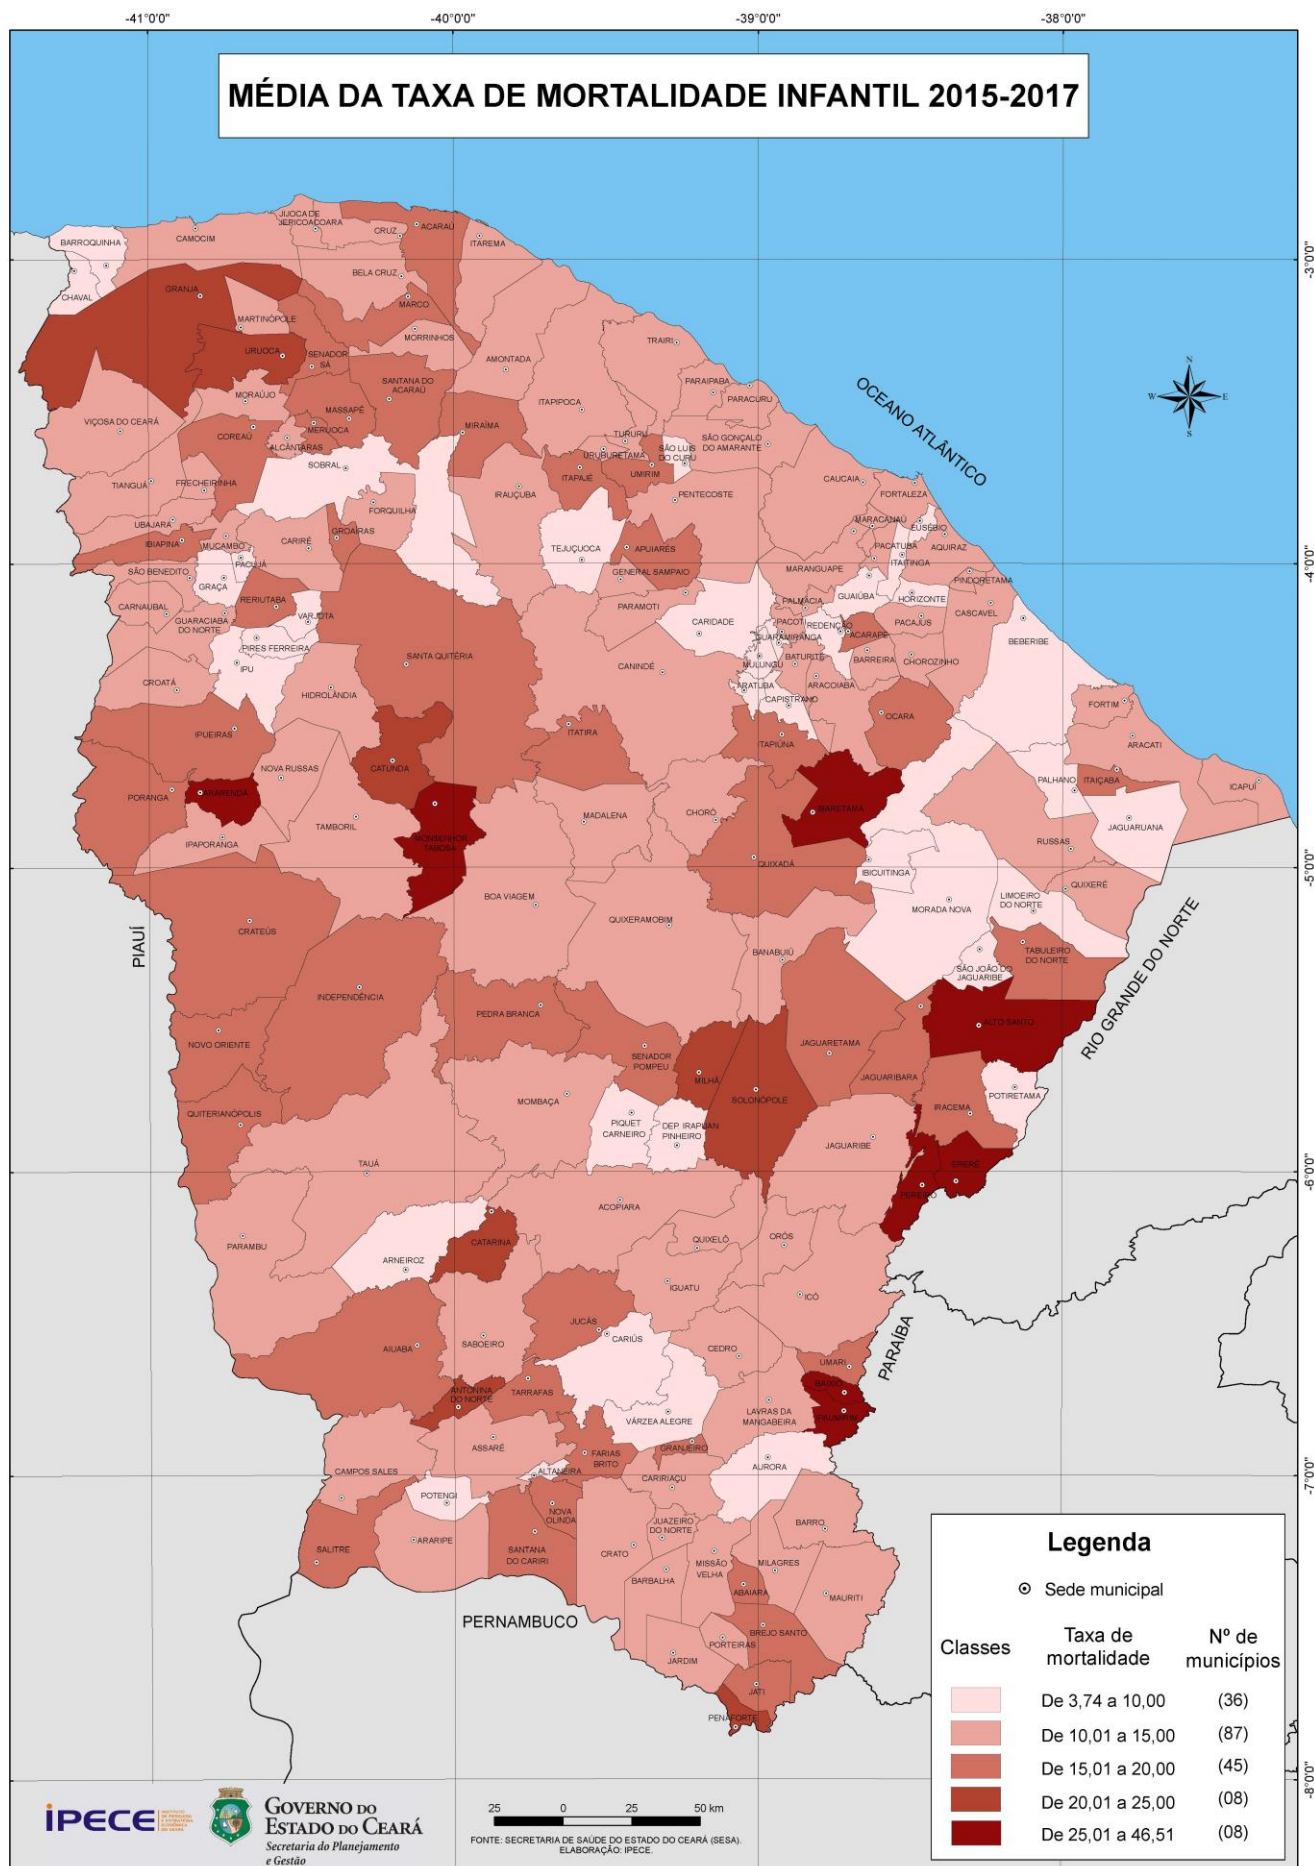 -41°0'0"
-40°0'0"
-39°0'0"
-38°0'0"
MÉDIA DA TAXA DE MORTALIDADE INFANTIL 2015-2017
JIJOCA DE
JERICOACOARA
CRUZ
ACARAÚ
ITAREMA
BARROQUINHA
CAMOCIM
CHAVAL
BELA CRUZ
-3°0'0"
GRANJA
MARCO
MARTINÓPOLE
MORRINHOS
URUOCA
SENADOR
SÁ
AMONTADA
TRAIRI
SANTANA DO
ACARAÚ
PARAIPABA
PARACURU
MORAÚJO
ITAPIPOCA
OCEANO ATLÂNTICO
N
W
E
S
VIÇOSA DO CEARÁ
MASSAPÊ
MERUOCA
COREAÚ
ALCÂNTARAS
MIRAÍMA
TURURU
URUBURETAMA
SÃO LUIS
DO CURU
SÃO GONÇALO
DO AMARANTE
SOBRAL
ITAPAJÉ
UMIRIM
TIANGUÁ
FRECHEIRINHA
IRAUÇUBA
PENTECOSTE
CAUCAIA
FORTALEZA
FORQUILHA
UBAJARA
IBIAPINA
MUCAMBO
CARIRÉ
GROAÍRAS
TEJUÇUOCA
APUIARÉS
MARACANAÚ
EUSÉBIO
PACATUBA
AQUIRAZ
ITAITINGA
PACUJÁ
SÃO BENEDITO
GRAÇA
GENERAL SAMPAIO
MARANGUAPE
PINDORETAMA
GUAIÚBA
HORIZONTE
CARNAUBAL
RERIUTABA
PARAMOTI
PALMÁCIA
CASCAVEL
GUARACIABA
DO NORTE
VARJOTA
CARIDADE
PACOTI
REDENÇÃO
PACAJUS
GUARAMIRANGA
ACARAPE
BEBERIBE
PIRES FERREIRA
IPU
SANTA QUITÉRIA
CANINDÉ
MULUNGU
BATURITÉ
BARREIRA
CHOROZINHO
CROATÁ
HIDROLÂNDIA
ARATUBA
ARACOIABA
CAPISTRANO
FORTIM
IPUEIRAS
ITATIRA
ITAPIÚNA
OCARA
ARACATI
CATUNDA
NOVA RUSSAS
PALHANO
ITAIÇABA
ICAPUÍ
PORANGA
ARARENDÁ
IBARETAMA
MADALENA
CHORÓ
JAGUARUANA
TAMBORIL
MONSENHOR
TABOSA
IPAPORANGA
RUSSAS
QUIXADÁ
IBICUITINGA
-5°0'0"
QUIXERÉ
BOA VIAGEM
MORADA NOVA
LIMOEIRO
DO NORTE
CRATEÚS
QUIXERAMOBIM
PIAUÍ
BANABUIÚ
TABULEIRO
DO NORTE
SÃO JOÃO DO
JAGUARIBE
INDEPENDÊNCIA
PEDRA BRANCA
ALTO SANTO
RIO GRANDE DO NORTE
NOVO ORIENTE
SENADOR
POMPEU
JAGUARETAMA
MILHÃ
JAGUARIBARA
SOLONÓPOLE
POTIRETAMA
MOMBAÇA
IRACEMA
QUITERIANÓPOLIS
PIQUET
CARNEIRO
DEP. IRAPUAN
PINHEIRO
JAGUARIBE
TAUÁ
ERERÉ
-6°0'0"
PEREIRO
ACOPIARA
PARAMBU
CATARINA
QUIXELÔ
ORÓS
ARNEIROZ
IGUATU
ICÓ
JUCÁS
CARIÚS
SABOEIRO
AIUABA
CEDRO
UMARI
PARAÍBA
ANTONINA
DO NORTE
TARRAFAS
BAIXIO
IPAUMIRIM
LAVRAS DA
MANGABEIRA
VÁRZEA ALEGRE
ASSARÉ
GRANJEIRO
FARIAS
BRITO
AURORA
CAMPOS SALES
ALTANEIRA
CARIRIAÇU
-7°0'0"
POTENGI
NOVA
OLINDA
JUAZEIRO
DO NORTE
BARRO
SALITRE
ARARIPE
SANTANA
DO CARIRI
CRATO
MISSÃO
VELHA
MILAGRES
BARBALHA
ABAIARA
MAURITI
PERNAMBUCO
BREJO SANTO
PORTEIRAS
JARDIM
JATI
PENAFORTE
Legenda
Sede municipal
Classes
Taxa de
mortalidade
Nº de
municípios
De 3,74 a 10,00
(36)
De 10,01 a 15,00
(87)
De 15,01 a 20,00
(45)
De 20,01 a 25,00
(08)
De 25,01 a 46,51
(08)
-4°0'0"
-8°0'0"
iPECE
GOVERNO DO
ESTADO DO CEARÁ
Secretaria do Planejamento
e Gestão
25 0 25 50 km
FONTE: SECRETARIA DE SAÚDE DO ESTADO DO CEARÁ (SESA).
ELABORAÇÃO: IPECE.